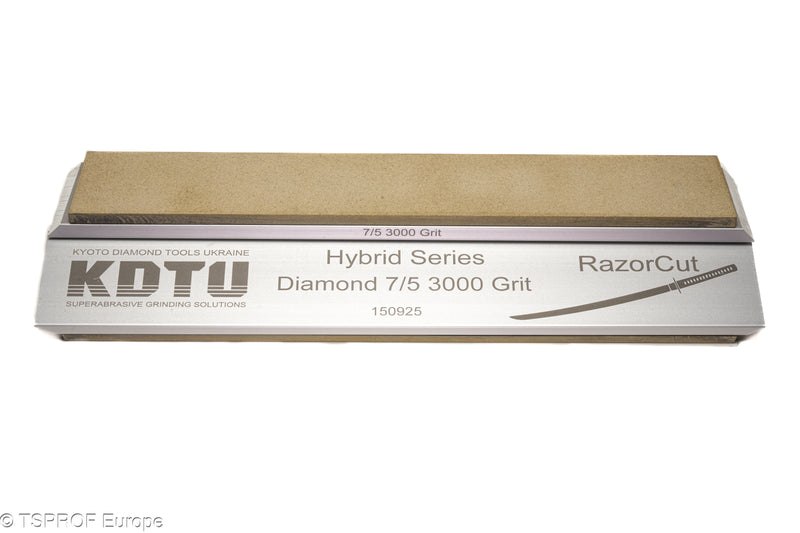 7/5 3000 Grit
KYOTO DIAMOND TOOLS UKRAINE
KDTU
SUPERABRASIVE GRINDING SOLUTIONS
Hybrid Series
Diamond 7/5 3000 Grit
150925
RazorCut
© TSPROF Europe